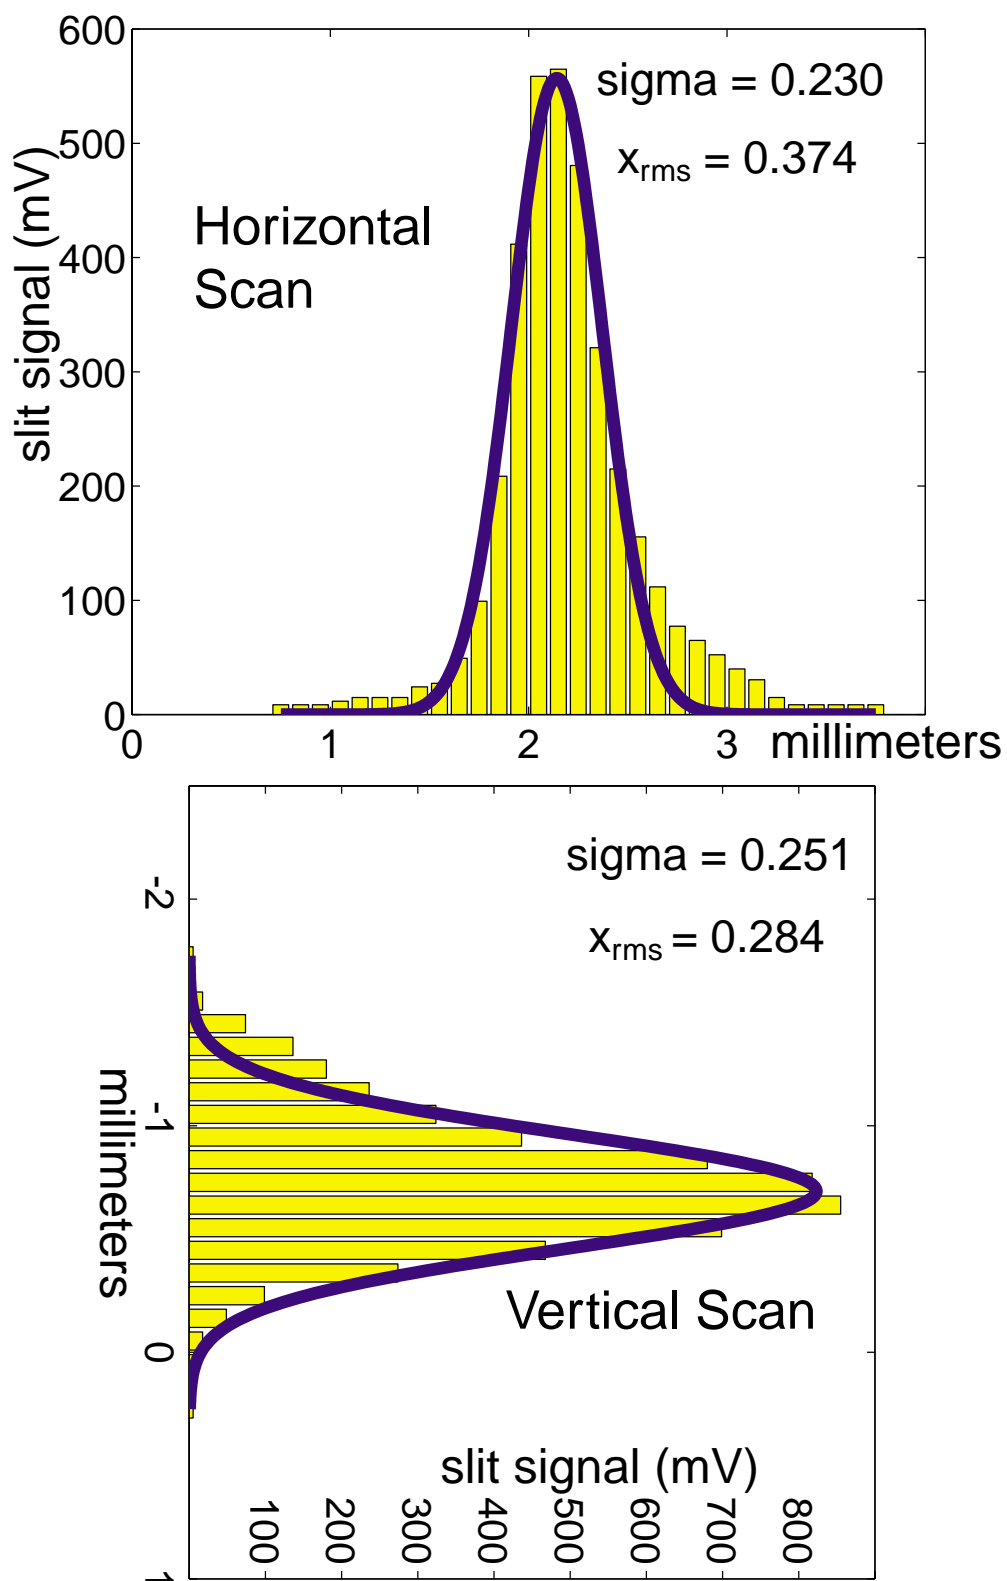 600
500
400
300
200
100
0
slit signal (mV)
sigma = 0.230
xrms = 0.374
Horizontal
Scan
0
1
2
3
millimeters
sigma = 0.251
xrms = 0.284
-2
-1
0
1
millimeters
Vertical Scan
slit signal (mV)
100
200
300
400
500
600
700
800